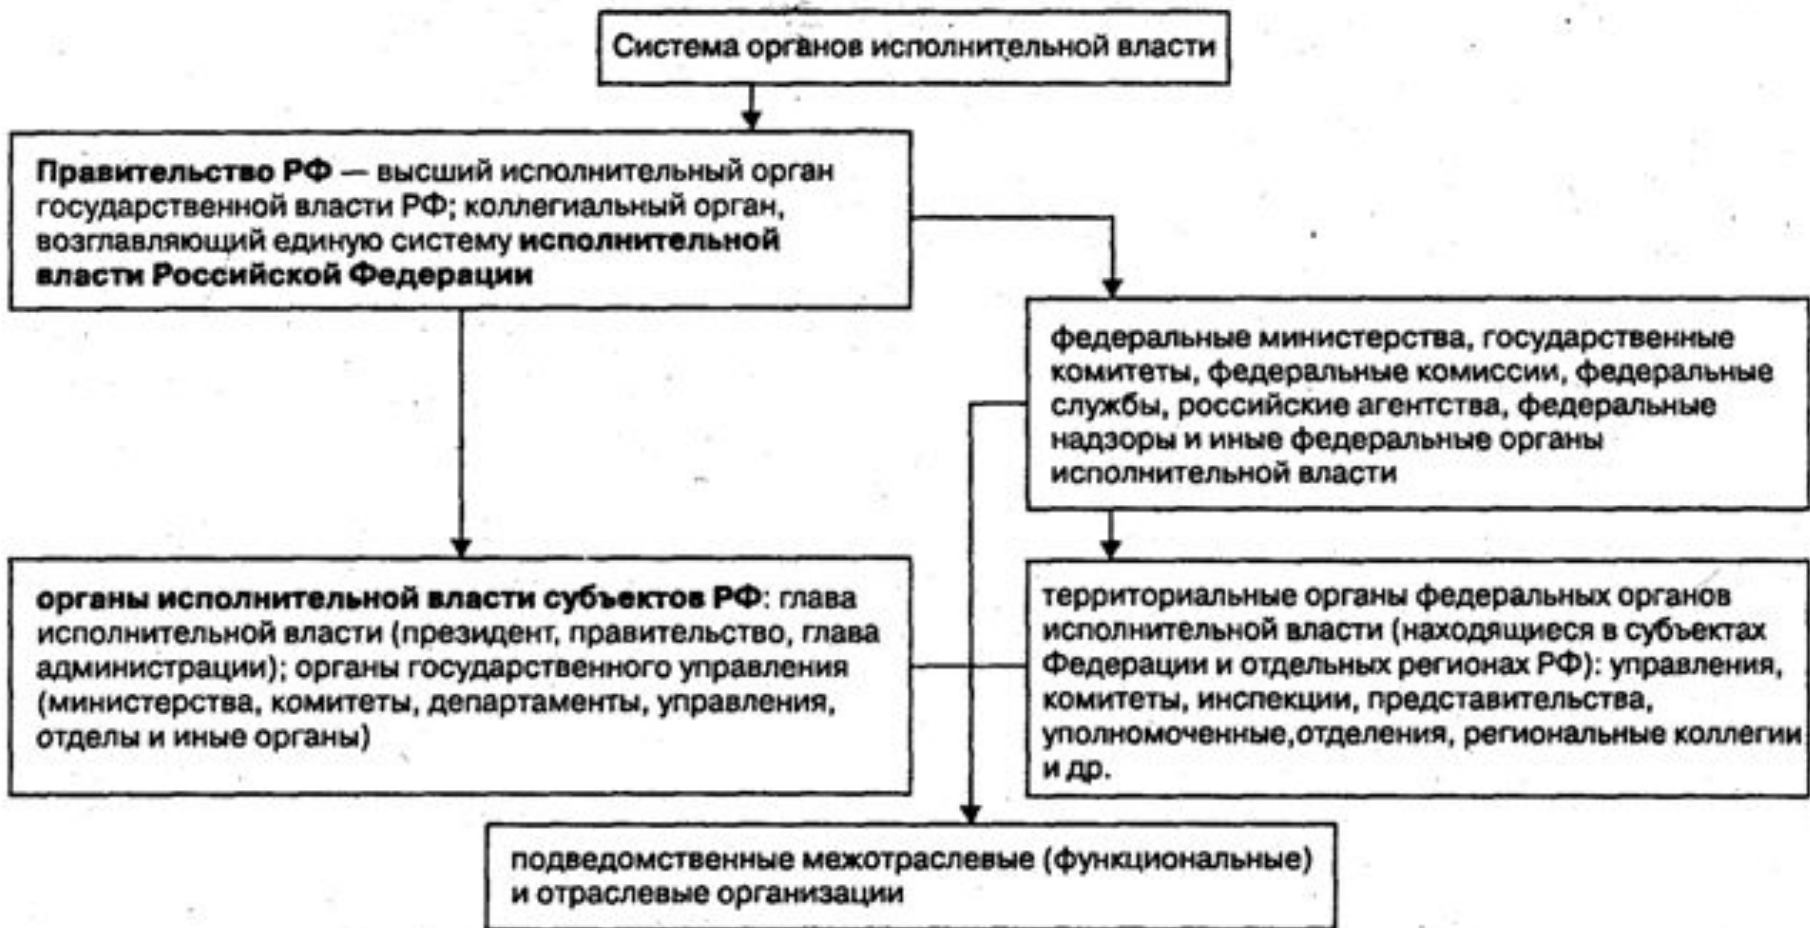 Система органов исполнительной власти
Правительство РФ — высший исполнительный орган
государственной власти РФ; коллегиальный орган,
возглавляющий единую систему исполнительной
власти Российской Федерации
федеральные министерства, государственные
комитеты, федеральные комиссии, федеральные
службы, российские агентства, федеральные
надзоры и иные федеральные органы
исполнительной власти
органы исполнительной власти субъектов РФ: глава
исполнительной власти (президент, правительство, глава
администрации); органы государственного управления
(министерства, комитеты, департаменты, управления,
отделы и иные органы)
территориальные органы федеральных органов
исполнительной власти (находящиеся в субъектах
Федерации и отдельных регионах РФ): управления,
комитеты, инспекции, представительства,
уполномоченные,отделения, региональные коллегии
и др.
подведомственные межотраслевые (функциональные)
и отраслевые организации